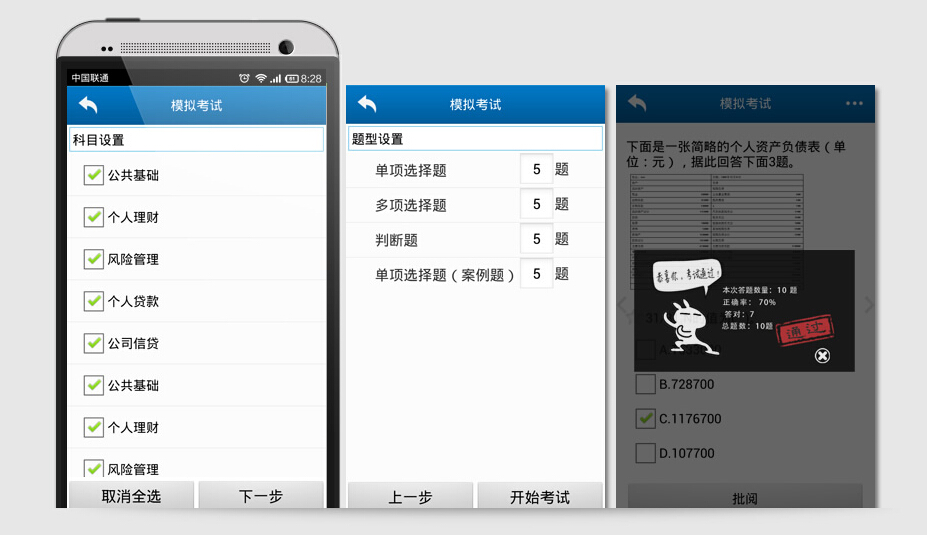 中国联通
8:28
模拟考试
科目设置
公共基础
个人理财
风险管理
个人贷款
公司信贷
公共基础
个人理财
风险管理
取消全选
下一步
模拟考试
题型设置
单项选择题 5 题
多项选择题 5 题
判断题 5 题
单项选择题（案例题） 5 题
上一步
开始考试
模拟考试
下面是一张简略的个人资产负债表（单
位：元），据此回答下面3题。
恭喜你，考试通过！
本次答题数量：10 题
正确率： 70%
答对：7
总题数：10题
通过
B.728700
C.1176700
D.107700
批阅